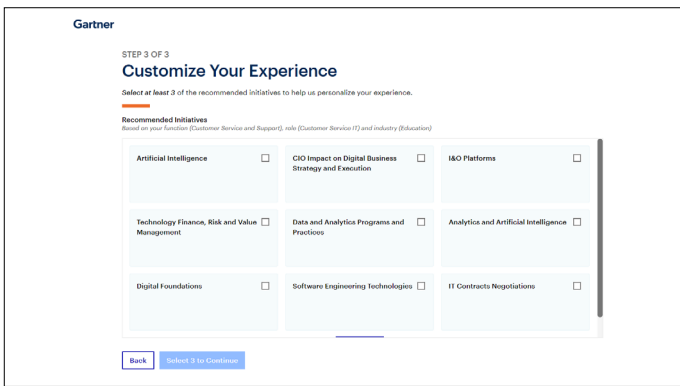 Gartner
STEP 3 OF 3
Customize Your Experience
Select at least 3 of the recommended initiatives to help us personalize your experience.
Recommended Initiatives
Based on your function (Customer Service and Support), role (Customer Service IT) and industry (Education)
Artificial Intelligence
CIO Impact on Digital Business
Strategy and Execution
I&O Platforms
Technology Finance, Risk and Value
Management
Data and Analytics Programs and
Practices
Analytics and Artificial Intelligence
Digital Foundations
Software Engineering Technologies
IT Contracts Negotiations
Back
Select 3 to Continue